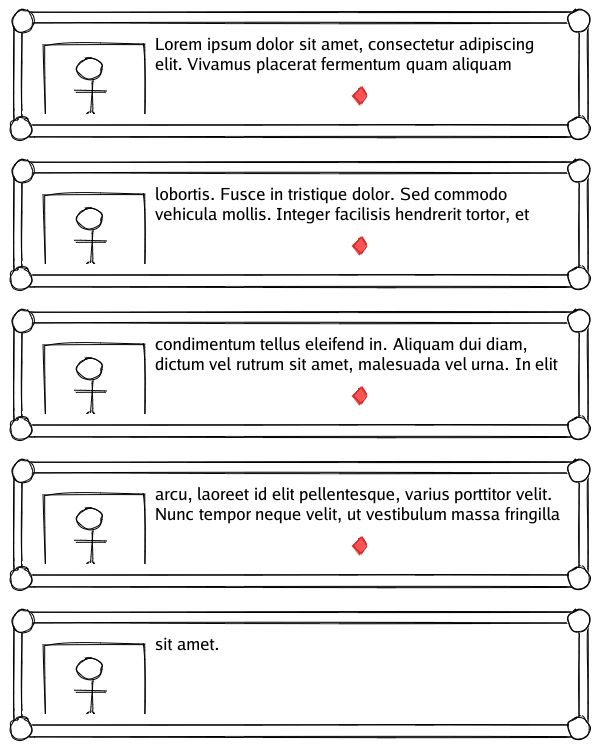 Lorem ipsum dolor sit amet, consectetur adipiscing
elit. Vivamus placerat fermentum quam aliquam
lobortis. Fusce in tristique dolor. Sed commodo
vehicula mollis. Integer facilisis hendrerit tortor, et
condimentum tellus eleifend in. Aliquam dui diam,
dictum vel rutrum sit amet, malesuada vel urna. In elit
arcu, laoreet id elit pellentesque, varius porttitor velit.
Nunc tempor neque velit, ut vestibulum massa fringilla
sit amet.